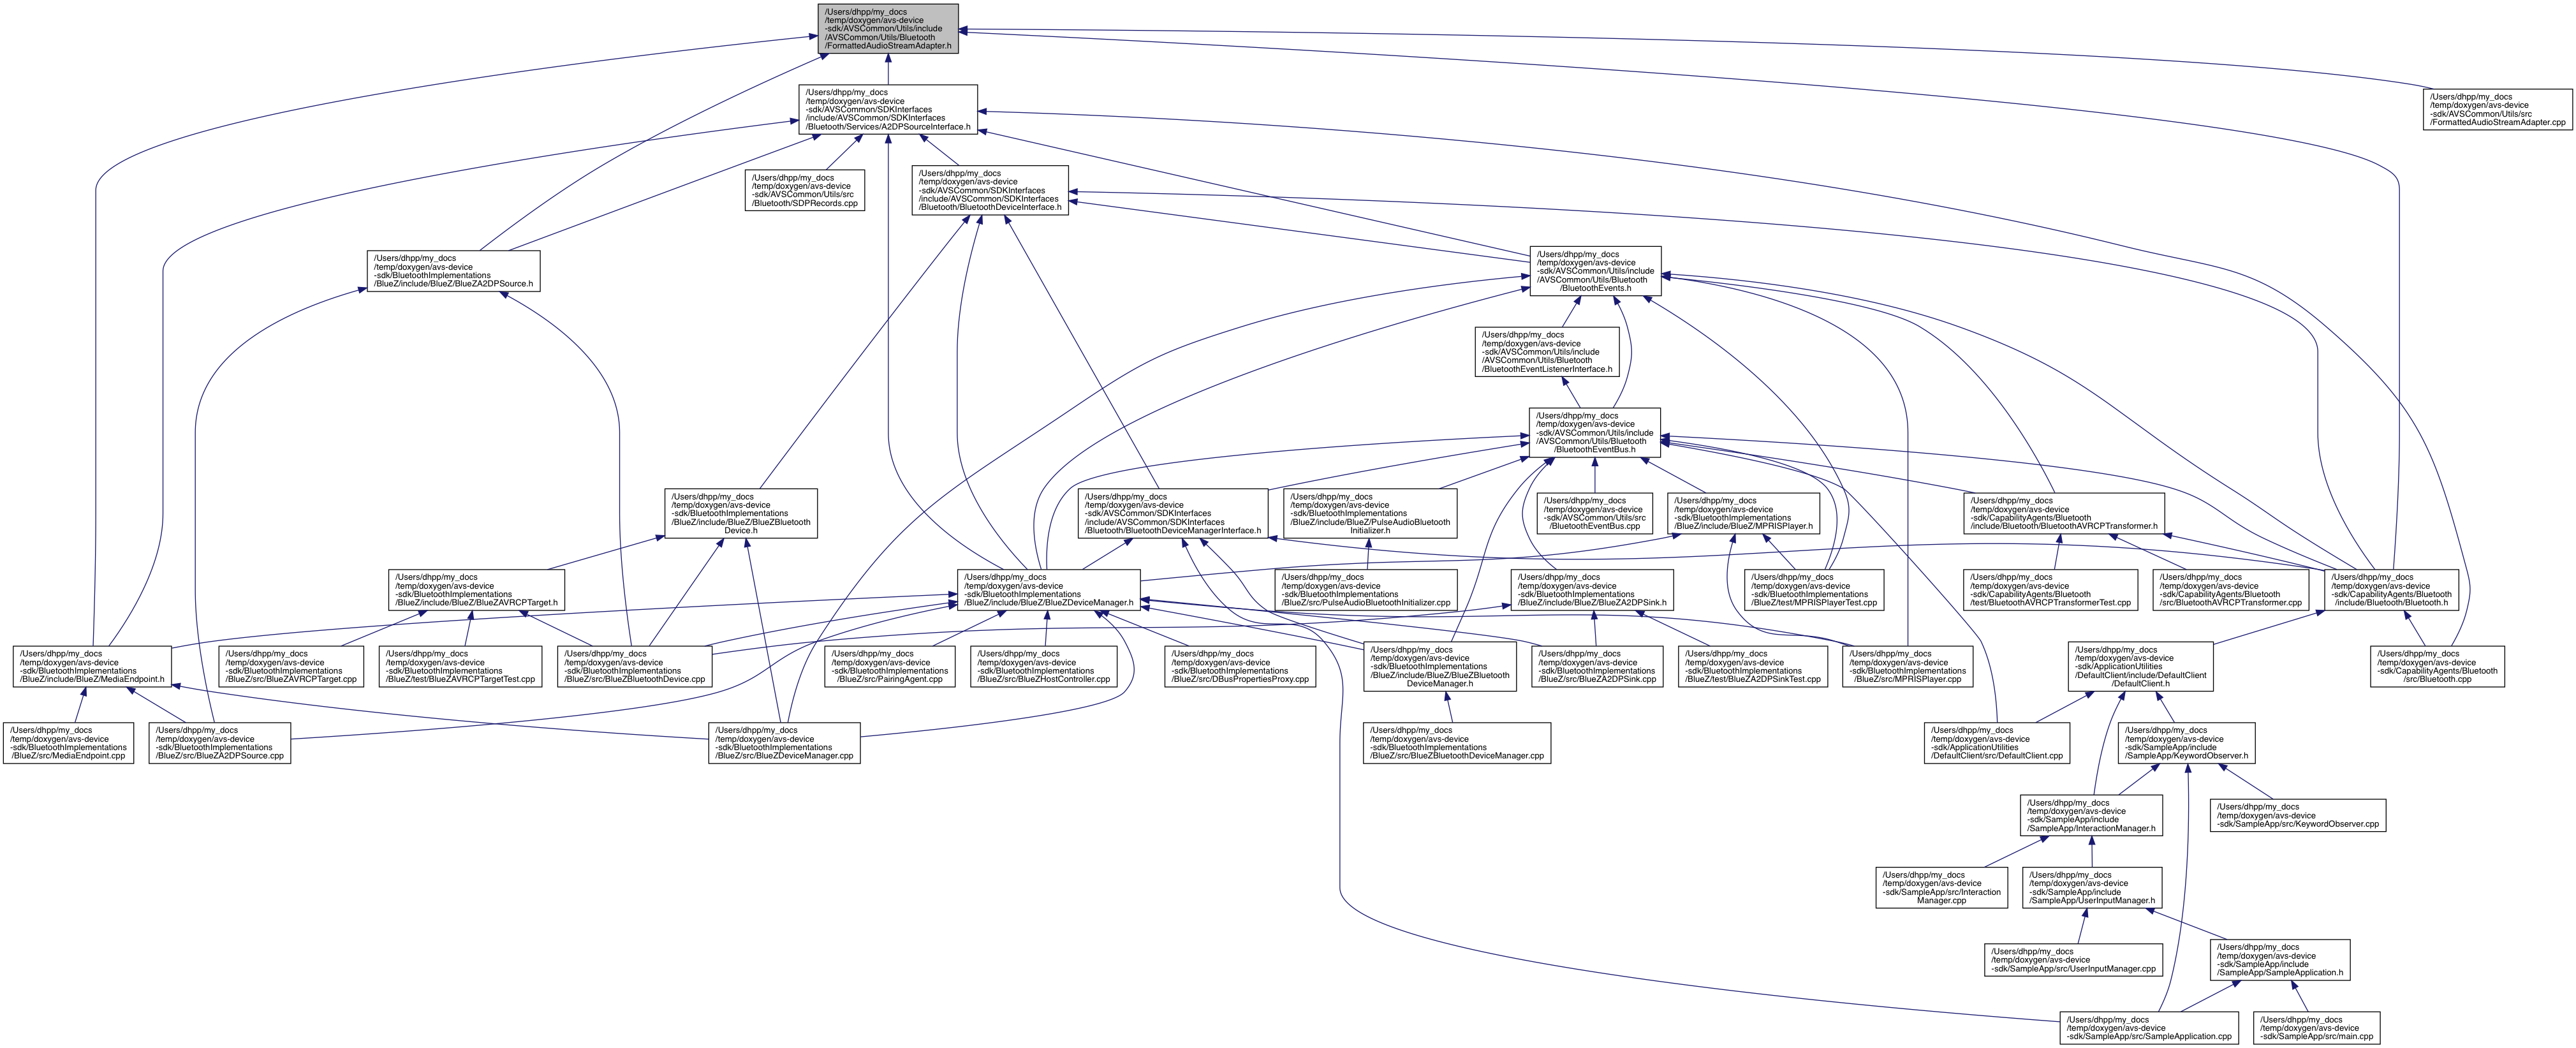 /Users/dhpp/my_docs
/temp/doxygen/avs-device
-sdk/AVSCommon/Utils/include
/AVSCommon/Utils/Bluetooth
/FormattedAudioStreamAdapter.h
/Users/dhpp/my_docs
/temp/doxygen/avs-device
-sdk/AVSCommon/SDKInterfaces
/include/AVSCommon/SDKInterfaces
/Bluetooth/Services/A2DPSourceInterface.h
/Users/dhpp/my_docs
/temp/doxygen/avs-device
-sdk/AVSCommon/Utils/src
/FormattedAudioStreamAdapter.cpp
/Users/dhpp/my_docs
/temp/doxygen/avs-device
-sdk/AVSCommon/Utils/src
/Bluetooth/SDPRecords.cpp
/Users/dhpp/my_docs
/temp/doxygen/avs-device
-sdk/AVSCommon/SDKInterfaces
/include/AVSCommon/SDKInterfaces
/Bluetooth/BluetoothDeviceInterface.h
/Users/dhpp/my_docs
/temp/doxygen/avs-device
-sdk/BluetoothImplementations
/BlueZ/include/BlueZ/BlueZA2DPSource.h
/Users/dhpp/my_docs
/temp/doxygen/avs-device
-sdk/AVSCommon/Utils/include
/AVSCommon/Utils/Bluetooth
/BluetoothEvents.h
/Users/dhpp/my_docs
/temp/doxygen/avs-device
-sdk/AVSCommon/Utils/include
/AVSCommon/Utils/Bluetooth
/BluetoothEventListenerInterface.h
/Users/dhpp/my_docs
/temp/doxygen/avs-device
-sdk/AVSCommon/Utils/include
/AVSCommon/Utils/Bluetooth
/BluetoothEventBus.h
/Users/dhpp/my_docs
/temp/doxygen/avs-device
-sdk/BluetoothImplementations
/BlueZ/include/BlueZ/BlueZBluetooth
Device.h
/Users/dhpp/my_docs
/temp/doxygen/avs-device
-sdk/AVSCommon/SDKInterfaces
/include/AVSCommon/SDKInterfaces
/Bluetooth/BluetoothDeviceManagerInterface.h
/Users/dhpp/my_docs
/temp/doxygen/avs-device
-sdk/BluetoothImplementations
/BlueZ/include/BlueZ/PulseAudioBluetooth
Initializer.h
/Users/dhpp/my_docs
/temp/doxygen/avs-device
-sdk/AVSCommon/Utils/src
/BluetoothEventBus.cpp
/Users/dhpp/my_docs
/temp/doxygen/avs-device
-sdk/BluetoothImplementations
/BlueZ/include/BlueZ/MPRISPlayer.h
/Users/dhpp/my_docs
/temp/doxygen/avs-device
-sdk/CapabilityAgents/Bluetooth
/include/Bluetooth/BluetoothAVRCPTransformer.h
/Users/dhpp/my_docs
/temp/doxygen/avs-device
-sdk/BluetoothImplementations
/BlueZ/include/BlueZ/BlueZAVRCPTarget.h
/Users/dhpp/my_docs
/temp/doxygen/avs-device
-sdk/BluetoothImplementations
/BlueZ/include/BlueZ/BlueZDeviceManager.h
/Users/dhpp/my_docs
/temp/doxygen/avs-device
-sdk/BluetoothImplementations
/BlueZ/src/PulseAudioBluetoothInitializer.cpp
/Users/dhpp/my_docs
/temp/doxygen/avs-device
-sdk/BluetoothImplementations
/BlueZ/include/BlueZ/BlueZA2DPSink.h
/Users/dhpp/my_docs
/temp/doxygen/avs-device
-sdk/BluetoothImplementations
/BlueZ/test/MPRISPlayerTest.cpp
/Users/dhpp/my_docs
/temp/doxygen/avs-device
-sdk/CapabilityAgents/Bluetooth
/test/BluetoothAVRCPTransformerTest.cpp
/Users/dhpp/my_docs
/temp/doxygen/avs-device
-sdk/CapabilityAgents/Bluetooth
/src/BluetoothAVRCPTransformer.cpp
/Users/dhpp/my_docs
/temp/doxygen/avs-device
-sdk/CapabilityAgents/Bluetooth
/include/Bluetooth/Bluetooth.h
/Users/dhpp/my_docs
/temp/doxygen/avs-device
-sdk/BluetoothImplementations
/BlueZ/include/BlueZ/MediaEndpoint.h
/Users/dhpp/my_docs
/temp/doxygen/avs-device
-sdk/BluetoothImplementations
/BlueZ/src/BlueZAVRCPTarget.cpp
/Users/dhpp/my_docs
/temp/doxygen/avs-device
-sdk/BluetoothImplementations
/BlueZ/test/BlueZAVRCPTargetTest.cpp
/Users/dhpp/my_docs
/temp/doxygen/avs-device
-sdk/BluetoothImplementations
/BlueZ/src/BlueZBluetoothDevice.cpp
/Users/dhpp/my_docs
/temp/doxygen/avs-device
-sdk/BluetoothImplementations
/BlueZ/src/PairingAgent.cpp
/Users/dhpp/my_docs
/temp/doxygen/avs-device
-sdk/BluetoothImplementations
/BlueZ/src/BlueZHostController.cpp
/Users/dhpp/my_docs
/temp/doxygen/avs-device
-sdk/BluetoothImplementations
/BlueZ/src/DBusPropertiesProxy.cpp
/Users/dhpp/my_docs
/temp/doxygen/avs-device
-sdk/BluetoothImplementations
/BlueZ/include/BlueZ/BlueZBluetooth
DeviceManager.h
/Users/dhpp/my_docs
/temp/doxygen/avs-device
-sdk/BluetoothImplementations
/BlueZ/src/BlueZA2DPSink.cpp
/Users/dhpp/my_docs
/temp/doxygen/avs-device
-sdk/BluetoothImplementations
/BlueZ/test/BlueZA2DPSinkTest.cpp
/Users/dhpp/my_docs
/temp/doxygen/avs-device
-sdk/BluetoothImplementations
/BlueZ/src/MPRISPlayer.cpp
/Users/dhpp/my_docs
/temp/doxygen/avs-device
-sdk/ApplicationUtilities
/DefaultClient/include/DefaultClient
/DefaultClient.h
/Users/dhpp/my_docs
/temp/doxygen/avs-device
-sdk/CapabilityAgents/Bluetooth
/src/Bluetooth.cpp
/Users/dhpp/my_docs
/temp/doxygen/avs-device
-sdk/BluetoothImplementations
/BlueZ/src/MediaEndpoint.cpp
/Users/dhpp/my_docs
/temp/doxygen/avs-device
-sdk/BluetoothImplementations
/BlueZ/src/BlueZA2DPSource.cpp
/Users/dhpp/my_docs
/temp/doxygen/avs-device
-sdk/BluetoothImplementations
/BlueZ/src/BlueZDeviceManager.cpp
/Users/dhpp/my_docs
/temp/doxygen/avs-device
-sdk/BluetoothImplementations
/BlueZ/src/BlueZBluetoothDeviceManager.cpp
/Users/dhpp/my_docs
/temp/doxygen/avs-device
-sdk/ApplicationUtilities
/DefaultClient/src/DefaultClient.cpp
/Users/dhpp/my_docs
/temp/doxygen/avs-device
-sdk/SampleApp/include
/SampleApp/KeywordObserver.h
/Users/dhpp/my_docs
/temp/doxygen/avs-device
-sdk/SampleApp/include
/SampleApp/InteractionManager.h
/Users/dhpp/my_docs
/temp/doxygen/avs-device
-sdk/SampleApp/src/KeywordObserver.cpp
/Users/dhpp/my_docs
/temp/doxygen/avs-device
-sdk/SampleApp/src/Interaction
Manager.cpp
/Users/dhpp/my_docs
/temp/doxygen/avs-device
-sdk/SampleApp/include
/SampleApp/UserInputManager.h
/Users/dhpp/my_docs
/temp/doxygen/avs-device
-sdk/SampleApp/src/UserInputManager.cpp
/Users/dhpp/my_docs
/temp/doxygen/avs-device
-sdk/SampleApp/include
/SampleApp/SampleApplication.h
/Users/dhpp/my_docs
/temp/doxygen/avs-device
-sdk/SampleApp/src/SampleApplication.cpp
/Users/dhpp/my_docs
/temp/doxygen/avs-device
-sdk/SampleApp/src/main.cpp